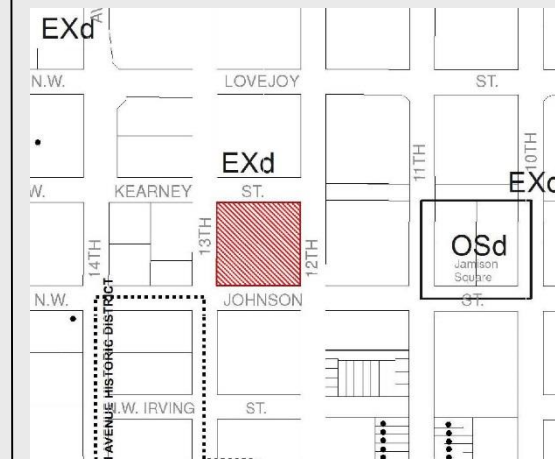 EXd
N.W.
LOVEJOY
ST.
EXd
11TH
10TH
W.
KEARNEY
ST.
EXd
14TH
13TH
12TH
OSd
Jamison
Square
N.W.
JOHNSON
ST.
AVENUE HISTORIC DISTRICT
N.W. IRVING
ST.